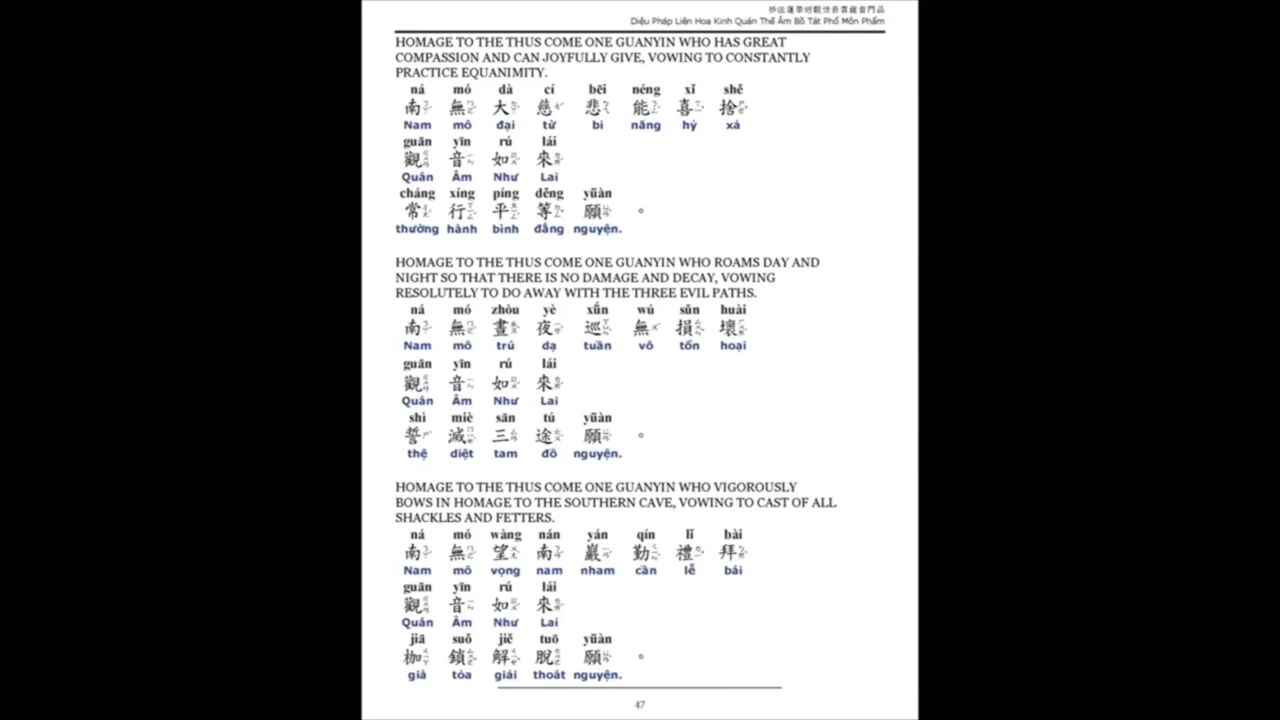 妙法蓮華經觀世音菩薩普門品
Diệu Pháp Liên Hoa Kinh Quán Thế Âm Bồ Tát Phổ Môn Phẩm
HOMAGE TO THE THUS COME ONE GUANYIN WHO HAS GREAT
COMPASSION AND CAN JOYFULLY GIVE, VOWING TO CONSTANTLY
PRACTICE EQUANIMITY.
ná mó dà cí bēi néng xǐ shě
南無大慈悲能喜捨
Nam mô đại từ bi năng hỷ xả
guān yīn rú lái
觀音如來
Quán Âm Như Lai
cháng xíng píng děng yüàn
常行平等願。
thường hành bình đẳng nguyện.
HOMAGE TO THE THUS COME ONE GUANYIN WHO ROAMS DAY AND
NIGHT SO THAT THERE IS NO DAMAGE AND DECAY, VOWING
RESOLUTELY TO DO AWAY WITH THE THREE EVIL PATHS.
ná mó zhòu yè xǘn wú sǔn huài
南無晝夜巡無損壞
Nam mô trú dạ tuần vô tổn hoại
guān yīn rú lái
觀音如來
Quán Âm Như Lai
shì miè sān tú yüàn
誓滅三途願。
thệ diệt tam đồ nguyện.
HOMAGE TO THE THUS COME ONE GUANYIN WHO VIGOROUSLY
BOWS IN HOMAGE TO THE SOUTHERN CAVE, VOWING TO CAST OF ALL
SHACKLES AND FETTERS.
ná mó wàng nán yán qín lǐ bài
南無望南巖勤禮拜
Nam mô vọng nam nham cần lễ bái
guān yīn rú lái
觀音如來
Quán Âm Như Lai
jiā suǒ jiě tuō yüàn
枷鎖解脫願。
già tỏa giải thoát nguyện.
47